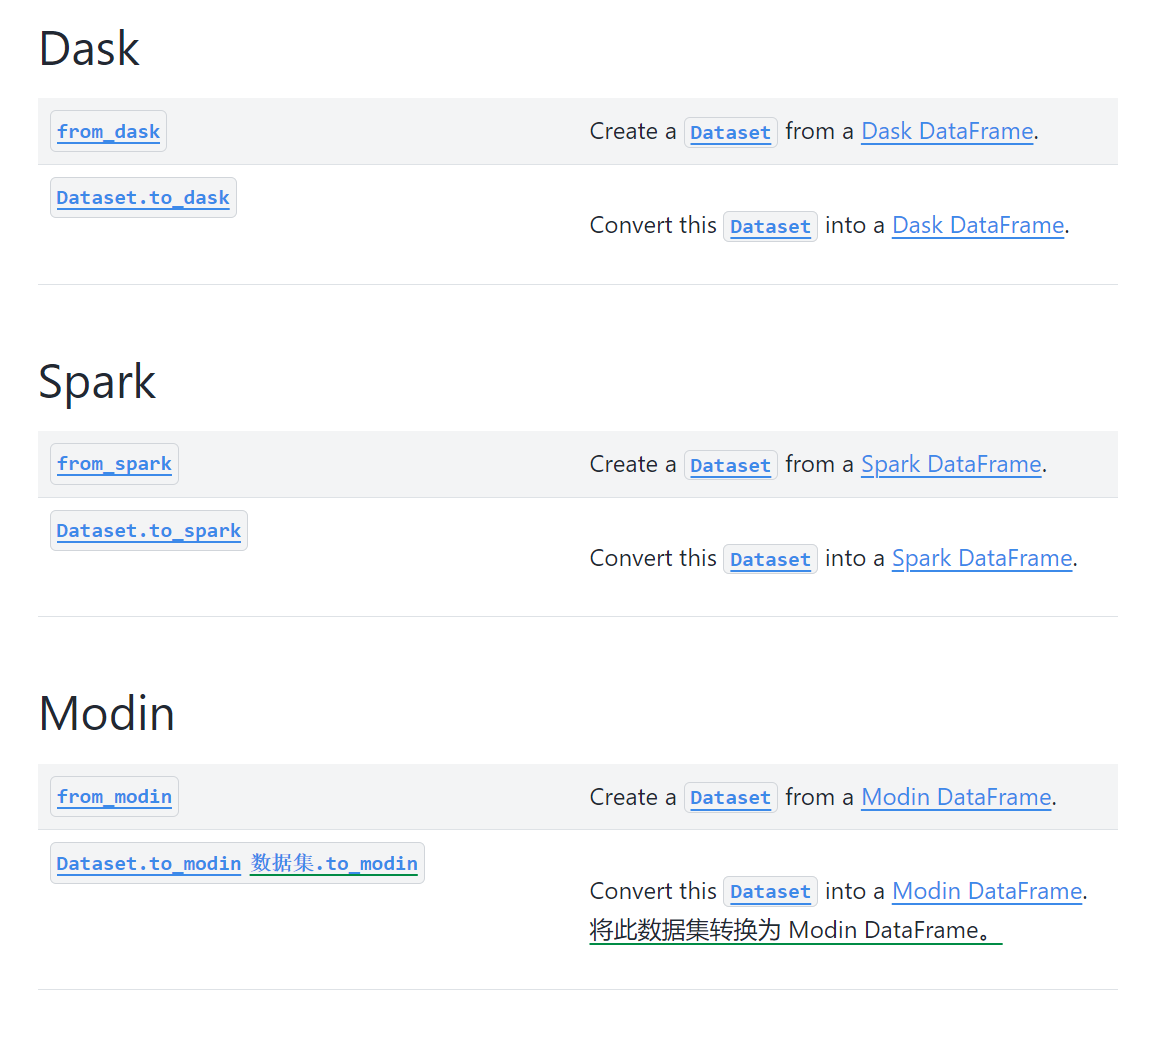 Dask
from_dask
Create a Dataset from a Dask DataFrame.
Dataset.to_dask
Convert this Dataset into a Dask DataFrame.
Spark
from_spark
Create a Dataset from a Spark DataFrame.
Dataset.to_spark
Convert this Dataset into a Spark DataFrame.
Modin
from_modin
Create a Dataset from a Modin DataFrame.
Dataset.to_modin 数据集.to_modin
Convert this Dataset into a Modin DataFrame.
将此数据集转换为 Modin DataFrame。